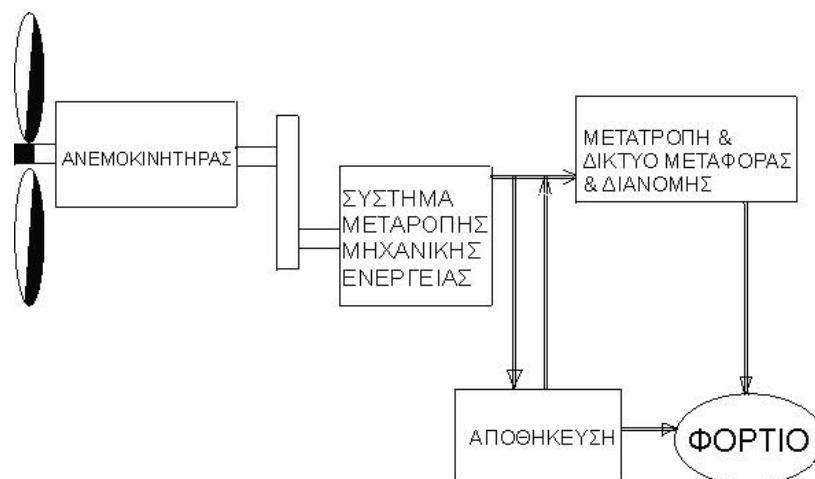 ΑΝΕΜΟΚΙΝΗΤΗΡΑΣ
ΣΥΣΤΗΜΑ
ΜΕΤΑΡΟΠΗΣ
ΜΗΧΑΝΙΚΗΣ
ΕΝΕΡΓΕΙΑΣ
ΜΕΤΑΤΡΟΠΗ &
ΔΙΚΤΥΟ ΜΕΤΑΦΟΡΑΣ
& ΔΙΑΝΟΜΗΣ
ΑΠΟΘΗΚΕΥΣΗ
ΦΟΡΤΙΟ